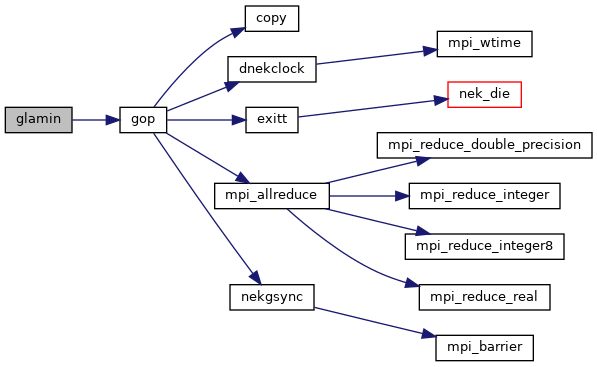 glamin
gop
copy
dnekclock
exitt
mpi_allreduce
nekgsync
mpi_wtime
nek_die
mpi_reduce_double_precision
mpi_reduce_integer
mpi_reduce_integer8
mpi_reduce_real
mpi_barrier